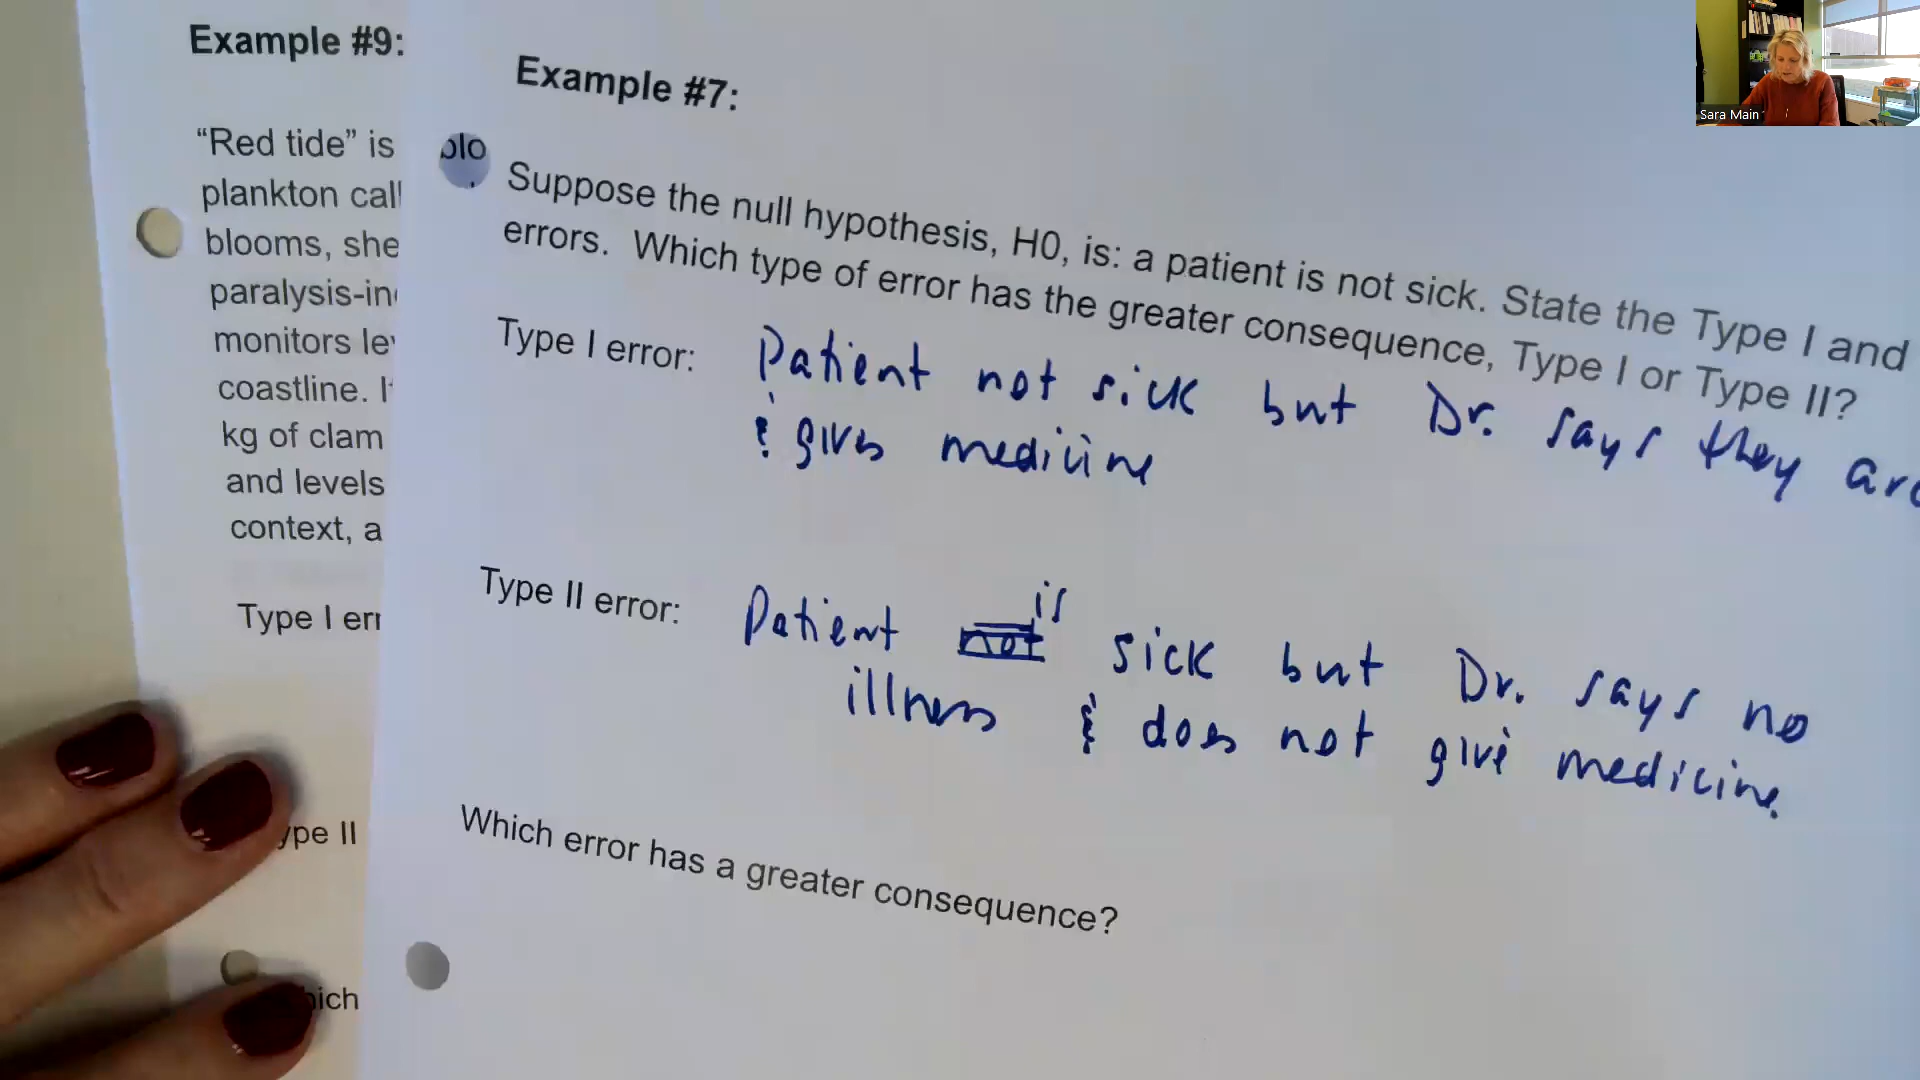 Example #9:
"Red tide" is
plankton call
blooms, she
paralysis-in
monitors le
coastline. I
kg of clam
and levels
context, a
Type I err
ype II
hich
Example #7:
olo
Suppose the null hypothesis, H0, is: a patient is not sick. State the Type I and
errors. Which type of error has the greater consequence, Type I or Type II?
Type I error: Patient not sick but Dr. says they are
& gives medicine
Type II error: Patient is sick but Dr. says no
illness & does not give medicine.
Which error has a greater consequence?
Sara Main